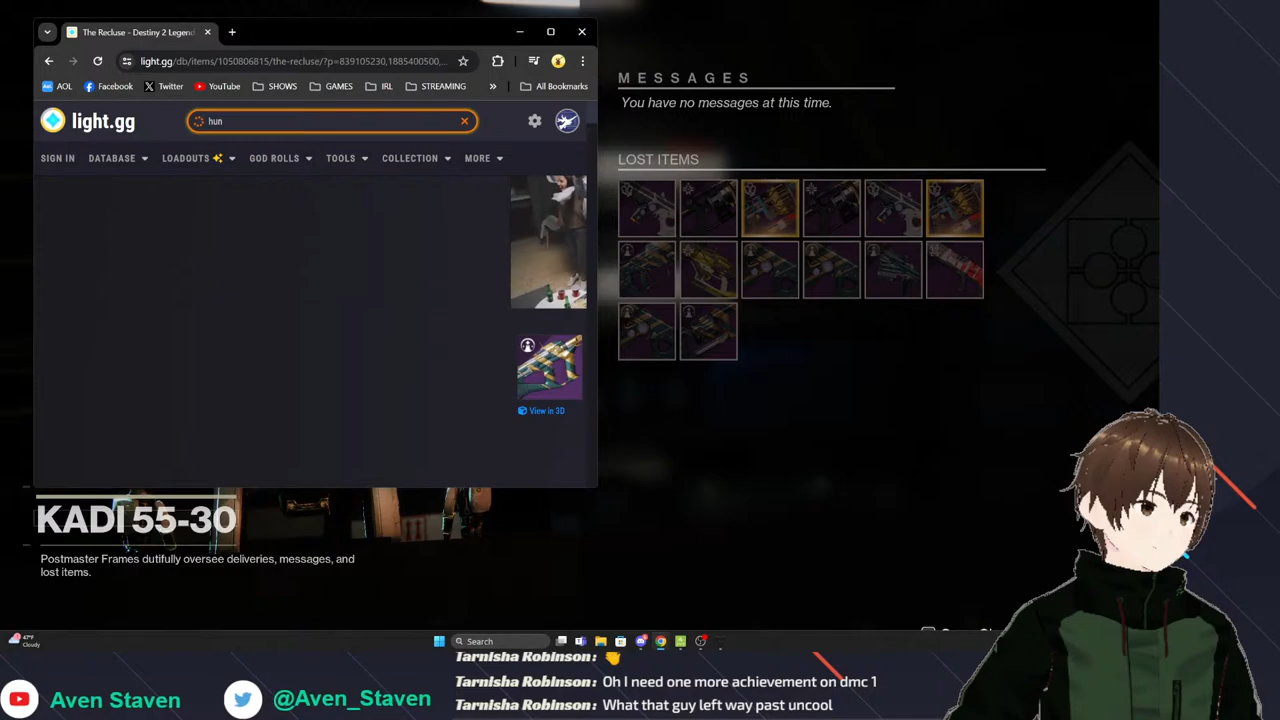 The Recluse - Destiny 2 Legend
light.gg/db/items/1050806815/the-recluse/?p=839105230,1885400500,...
AOL
Facebook
Twitter
YouTube
SHOWS
GAMES
IRL
STREAMING
»
All Bookmarks
light.gg
hun
SIGN IN
DATABASE
LOADOUTS
GOD ROLLS
TOOLS
COLLECTION
MORE
View in 3D
MESSAGES
You have no messages at this time.
LOST ITEMS
KADI 55-30
Postmaster Frames dutifully oversee deliveries, messages, and
lost items.
47°F
Cloudy
Search
Tarnisha Robinson:
Tarnisha Robinson: Oh I need one more achievement on dmc 1
Tarnisha Robinson: What that guy left way past uncool
Aven Staven
@Aven_Staven